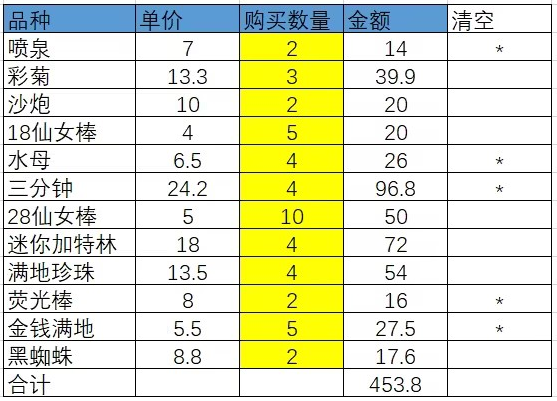 品种 单价 购买数量 金额 清空
喷泉 7 2 14 *
彩菊 13.3 3 39.9
沙炮 10 2 20
18仙女棒 4 5 20
水母 6.5 4 26 *
三分钟 24.2 4 96.8 *
28仙女棒 5 10 50
迷你加特林 18 4 72
满地珍珠 13.5 4 54
荧光棒 8 2 16 *
金钱满地 5.5 5 27.5 *
黑蜘蛛 8.8 2 17.6
合计 453.8